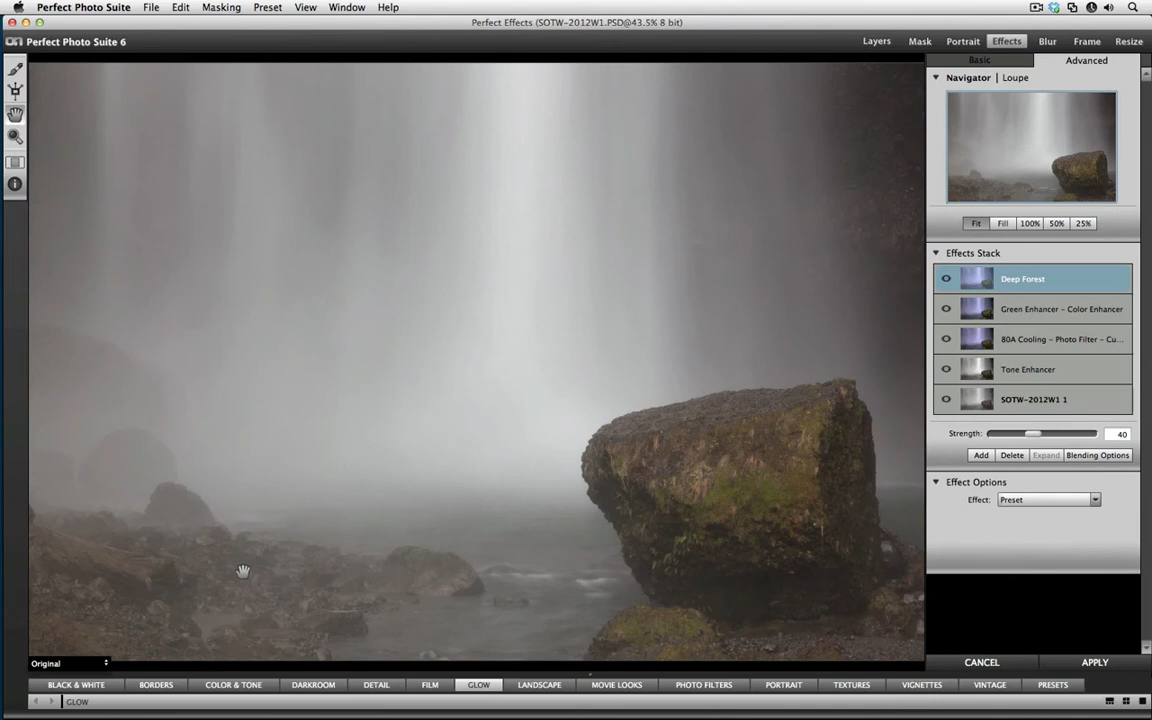 Perfect Photo Suite File Edit Masking Preset View Window Help
Perfect Effects (SOTW-2012W1.PSD@43.5% 8 bit)
Perfect Photo Suite 6 Layers Mask Portrait Effects Blur Frame Resize
Basic Advanced
Navigator | Loupe
Fit Fill 100% 50% 25%
Effects Stack
Deep Forest
Green Enhancer - Color Enhancer
80A Cooling - Photo Filter - Cu...
Tone Enhancer
SOTW-2012W1 1
Strength: 40
Add Delete Expand Blending Options
Effect Options
Effect: Preset
Original CANCEL APPLY
BLACK & WHITE BORDERS COLOR & TONE DARKROOM DETAIL FILM GLOW LANDSCAPE MOVIE LOOKS PHOTO FILTERS PORTRAIT TEXTURES VIGNETTES VINTAGE PRESETS
GLOW